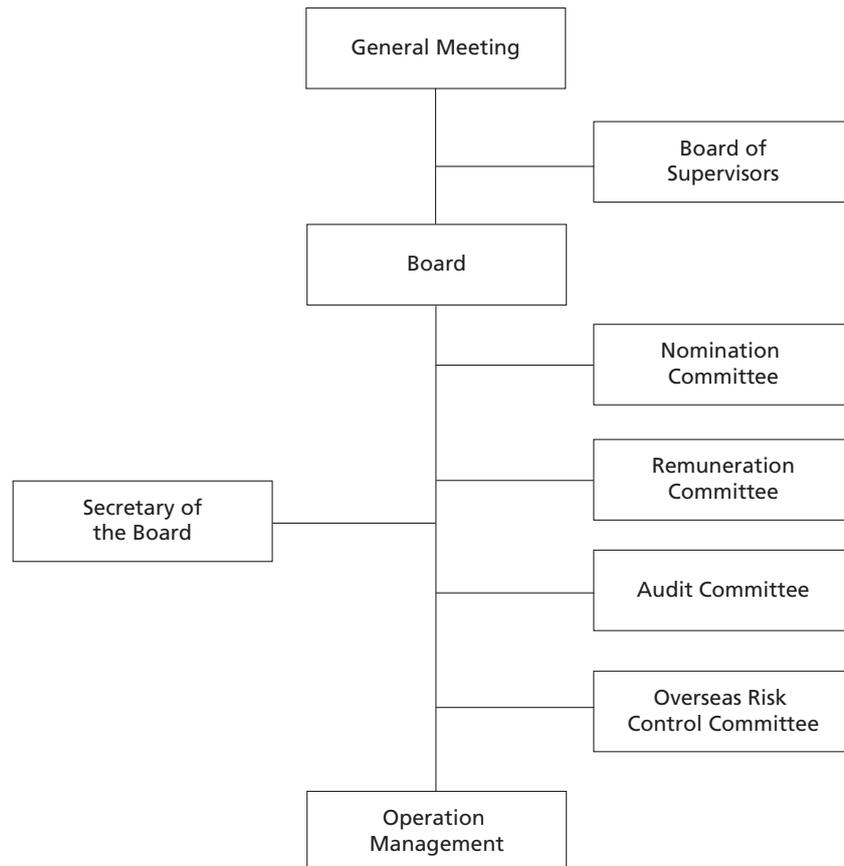 General Meeting
Board of
Supervisors
Board
Nomination
Committee
Remuneration
Committee
Secretary of
the Board
Audit Committee
Overseas Risk
Control Committee
Operation
Management